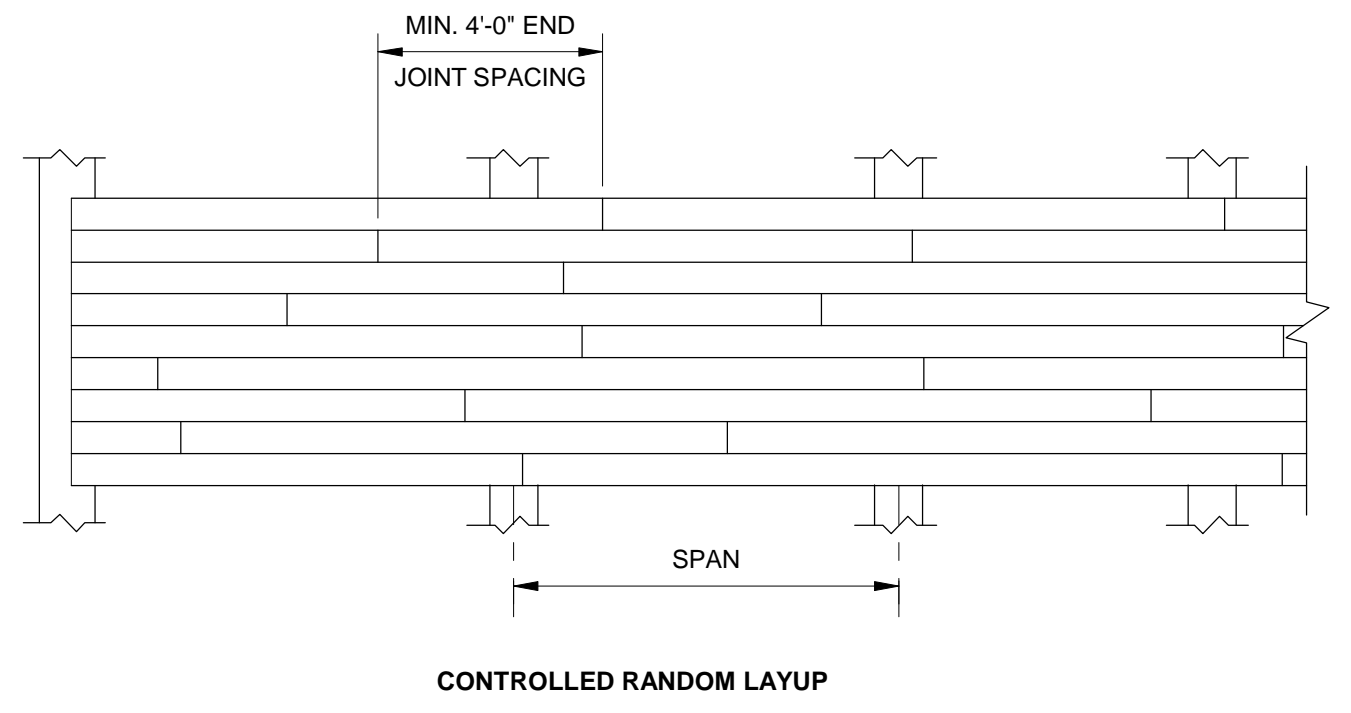 MIN. 4'-0" END
JOINT SPACING
SPAN
CONTROLLED RANDOM LAYUP